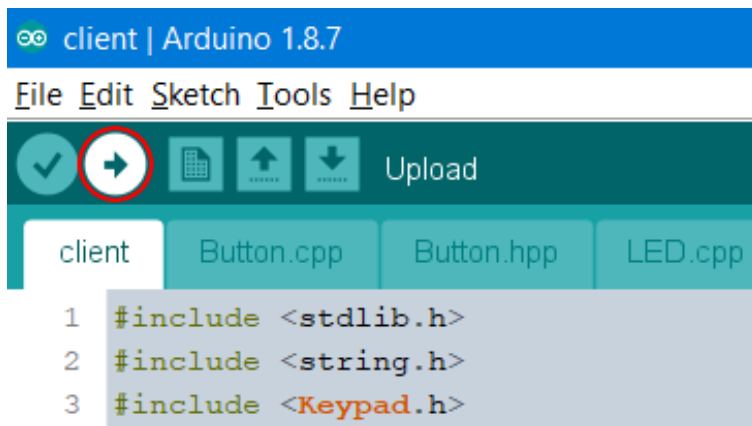 client | Arduino 1.8.7
File Edit Sketch Tools Help
Upload
client Button.cpp Button.hpp LED.cpp
1 #include <stdlib.h>
2 #include <string.h>
3 #include <Keypad.h>